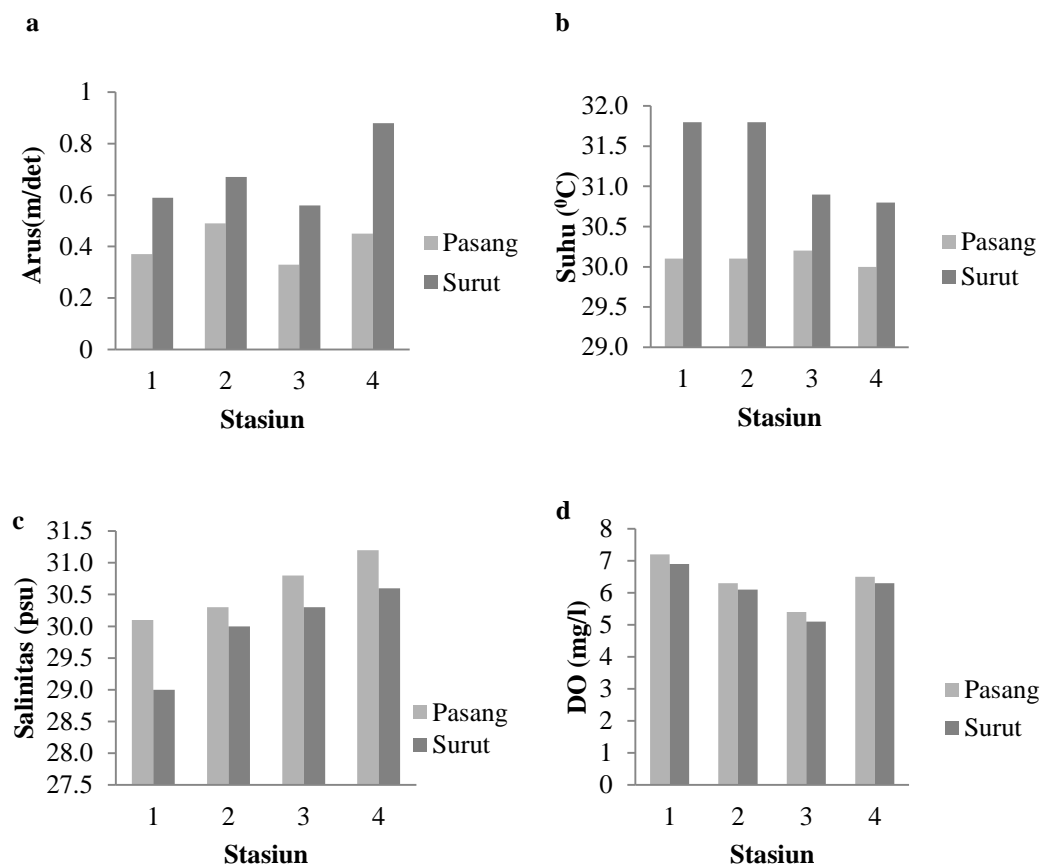 a
1
0.8
0.6
0.4
0.2
0
Arus(m/det)
1 2 3 4
Stasiun
Pasang
Surut
b
32.0
31.5
31.0
30.5
30.0
29.5
29.0
Suhu (⁰C)
1 2 3 4
Stasiun
Pasang
Surut
c
31.5
31.0
30.5
30.0
29.5
29.0
28.5
28.0
27.5
Salinitas (psu)
1 2 3 4
Stasiun
Pasang
Surut
d
8
7
6
5
4
3
2
1
0
DO (mg/l)
1 2 3 4
Stasiun
Pasang
Surut